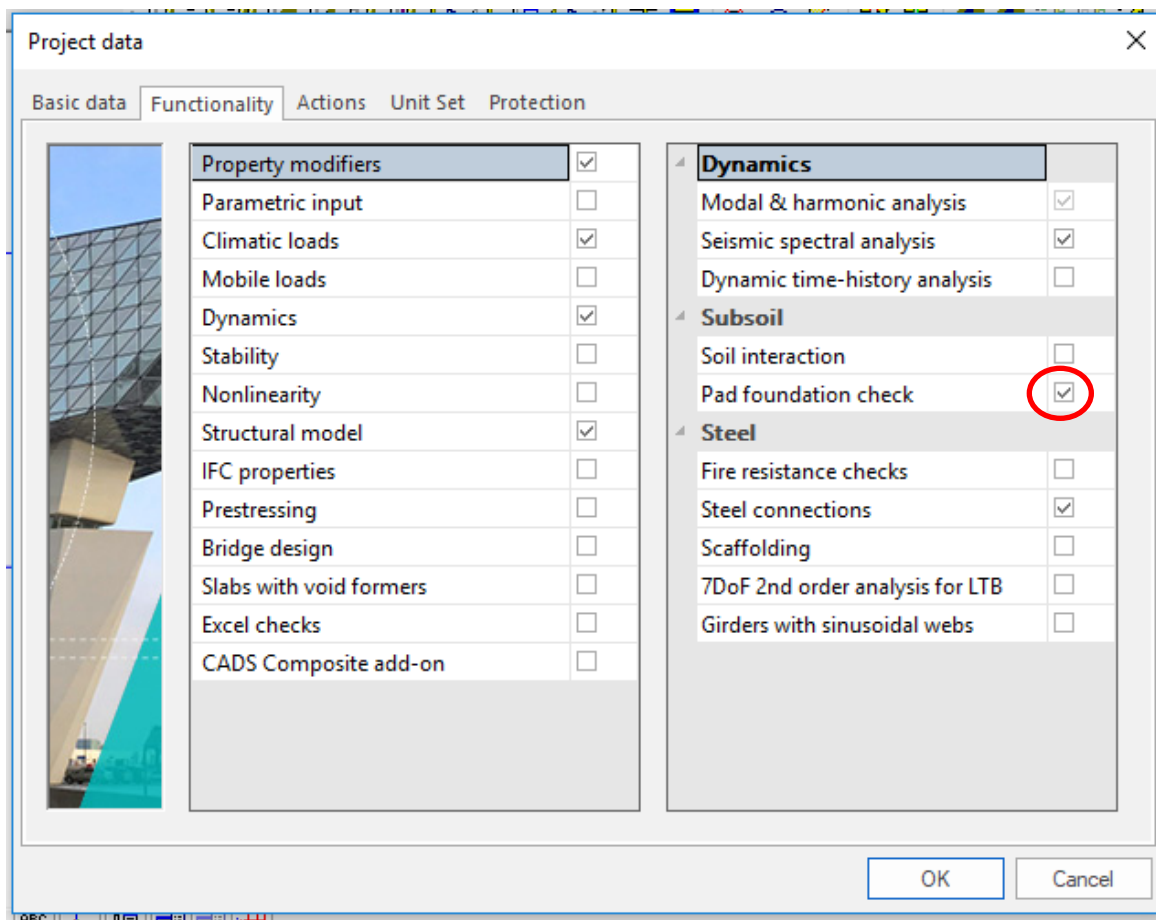 Project data
Basic data Functionality Actions Unit Set Protection
Property modifiers
Parametric input
Climatic loads
Mobile loads
Dynamics
Stability
Nonlinearity
Structural model
IFC properties
Prestressing
Bridge design
Slabs with void formers
Excel checks
CADS Composite add-on
Dynamics
Modal & harmonic analysis
Seismic spectral analysis
Dynamic time-history analysis
Subsoil
Soil interaction
Pad foundation check
Steel
Fire resistance checks
Steel connections
Scaffolding
7DoF 2nd order analysis for LTB
Girders with sinusoidal webs
OK Cancel